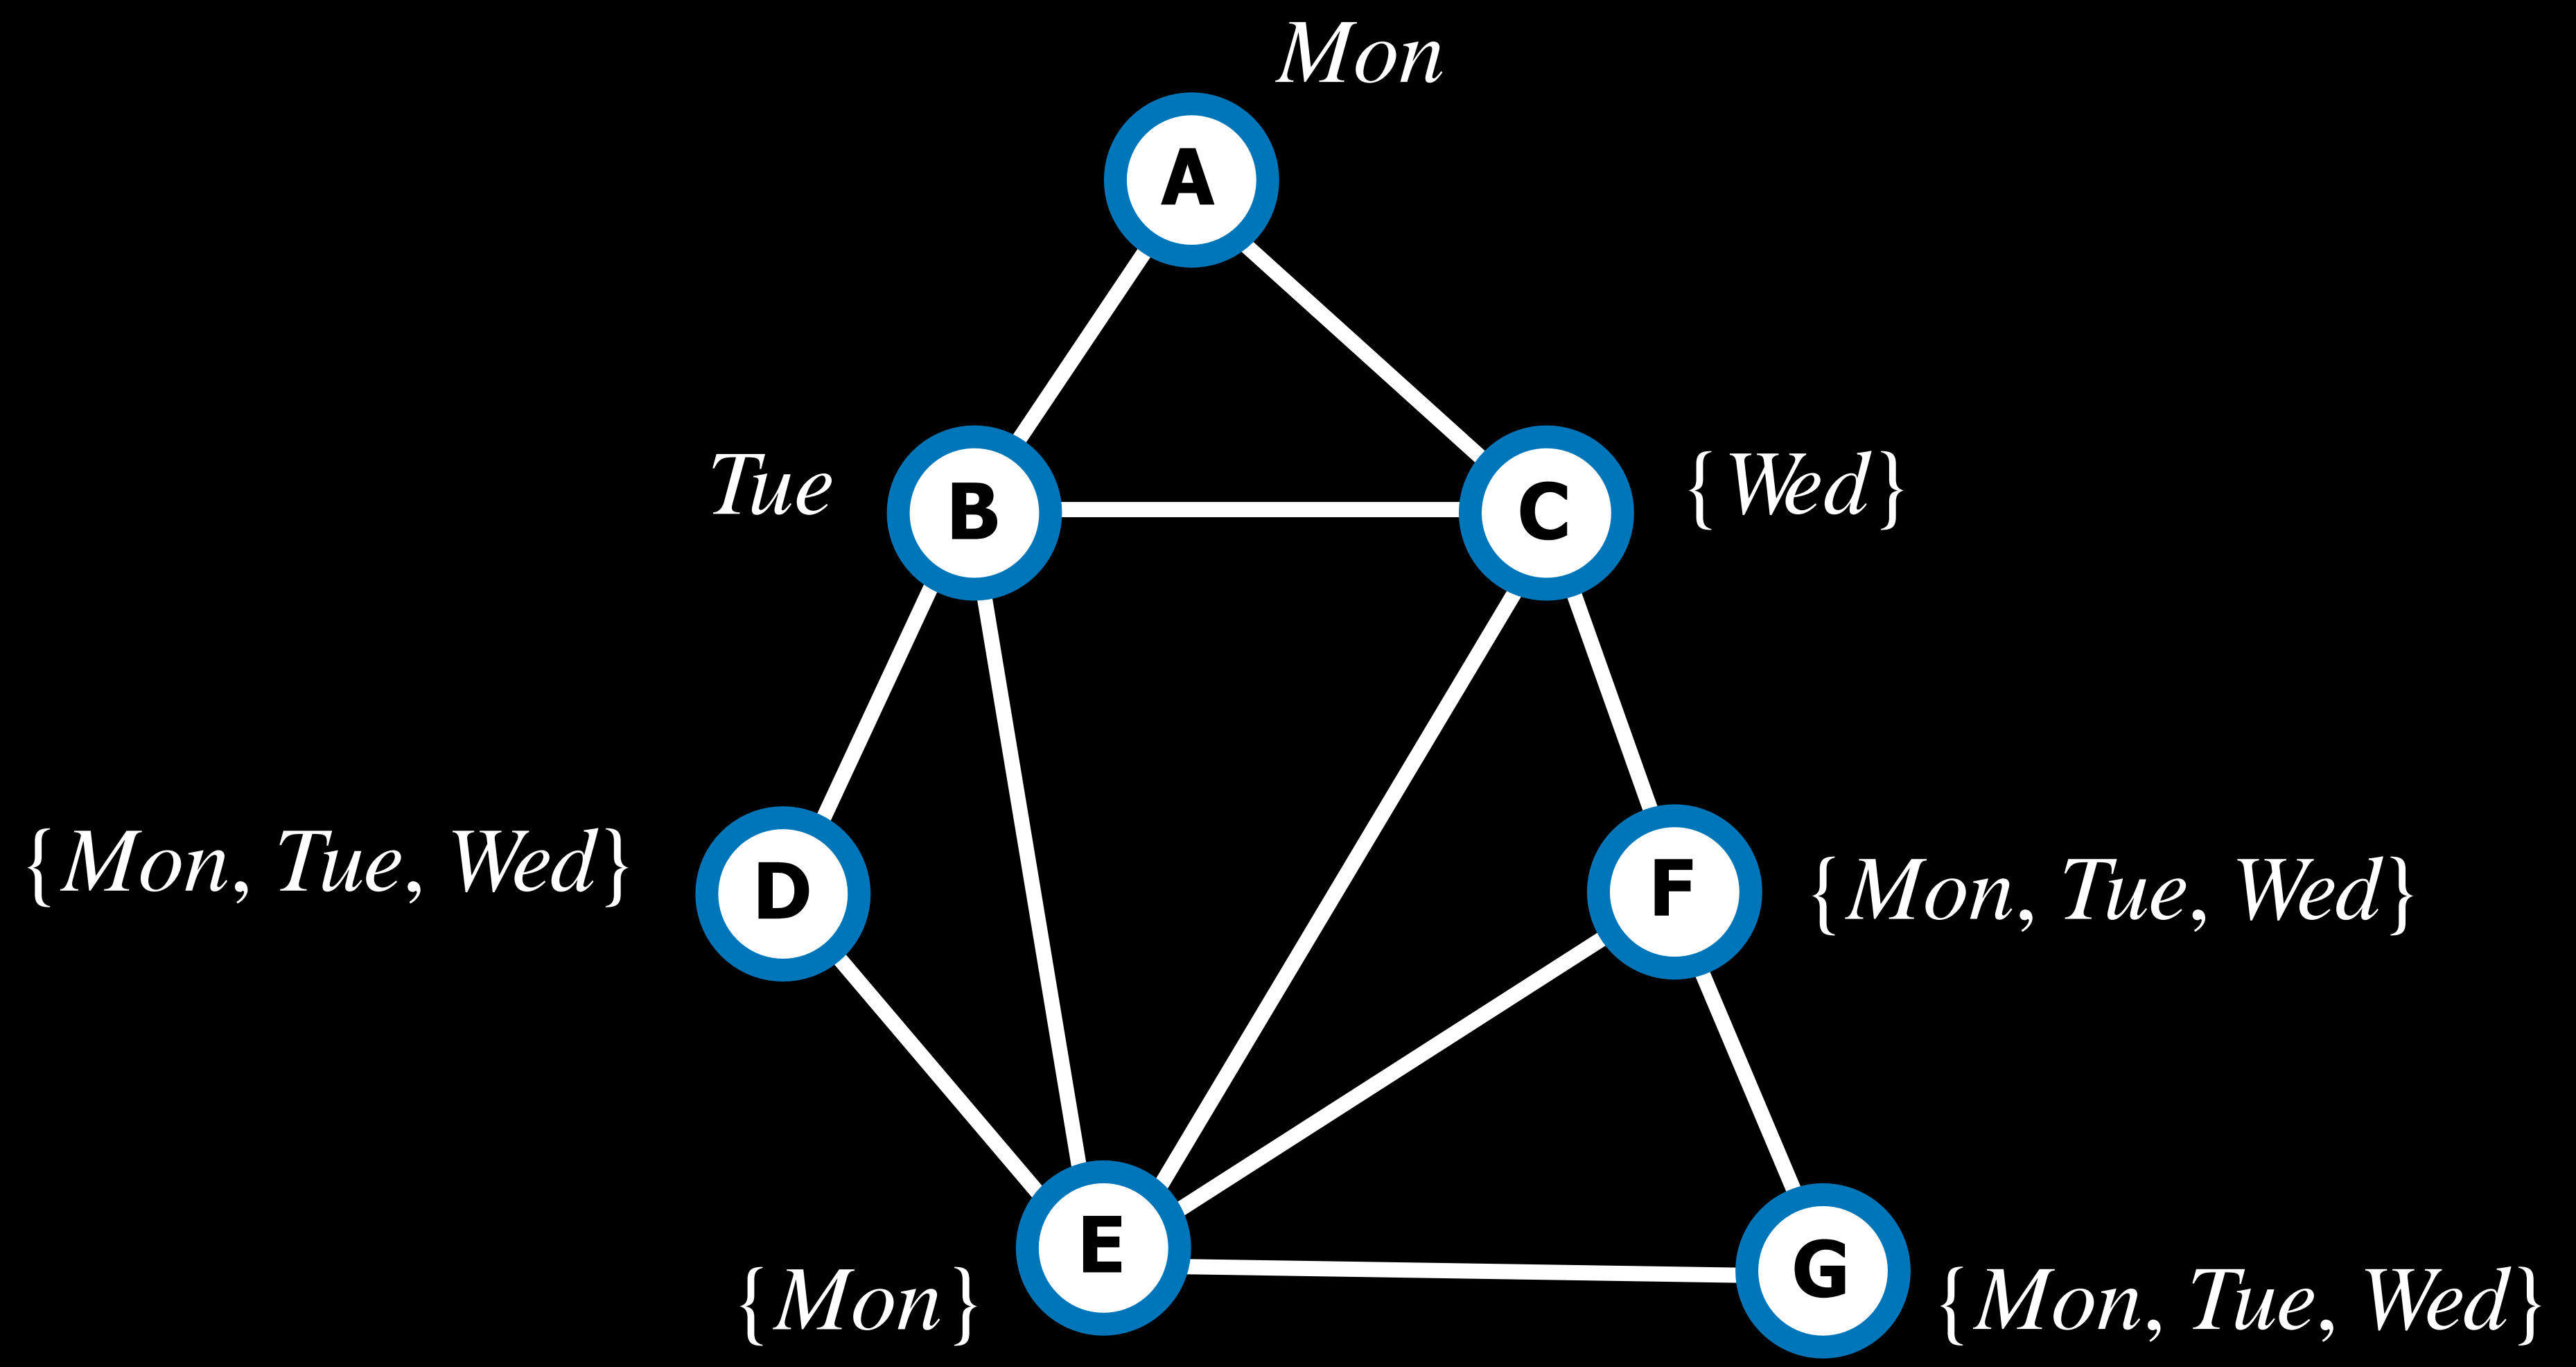 Mon
A
Tue
B
C
{Wed}
{Mon, Tue, Wed}
D
F
{Mon, Tue, Wed}
{Mon}
E
G
{Mon, Tue, Wed}